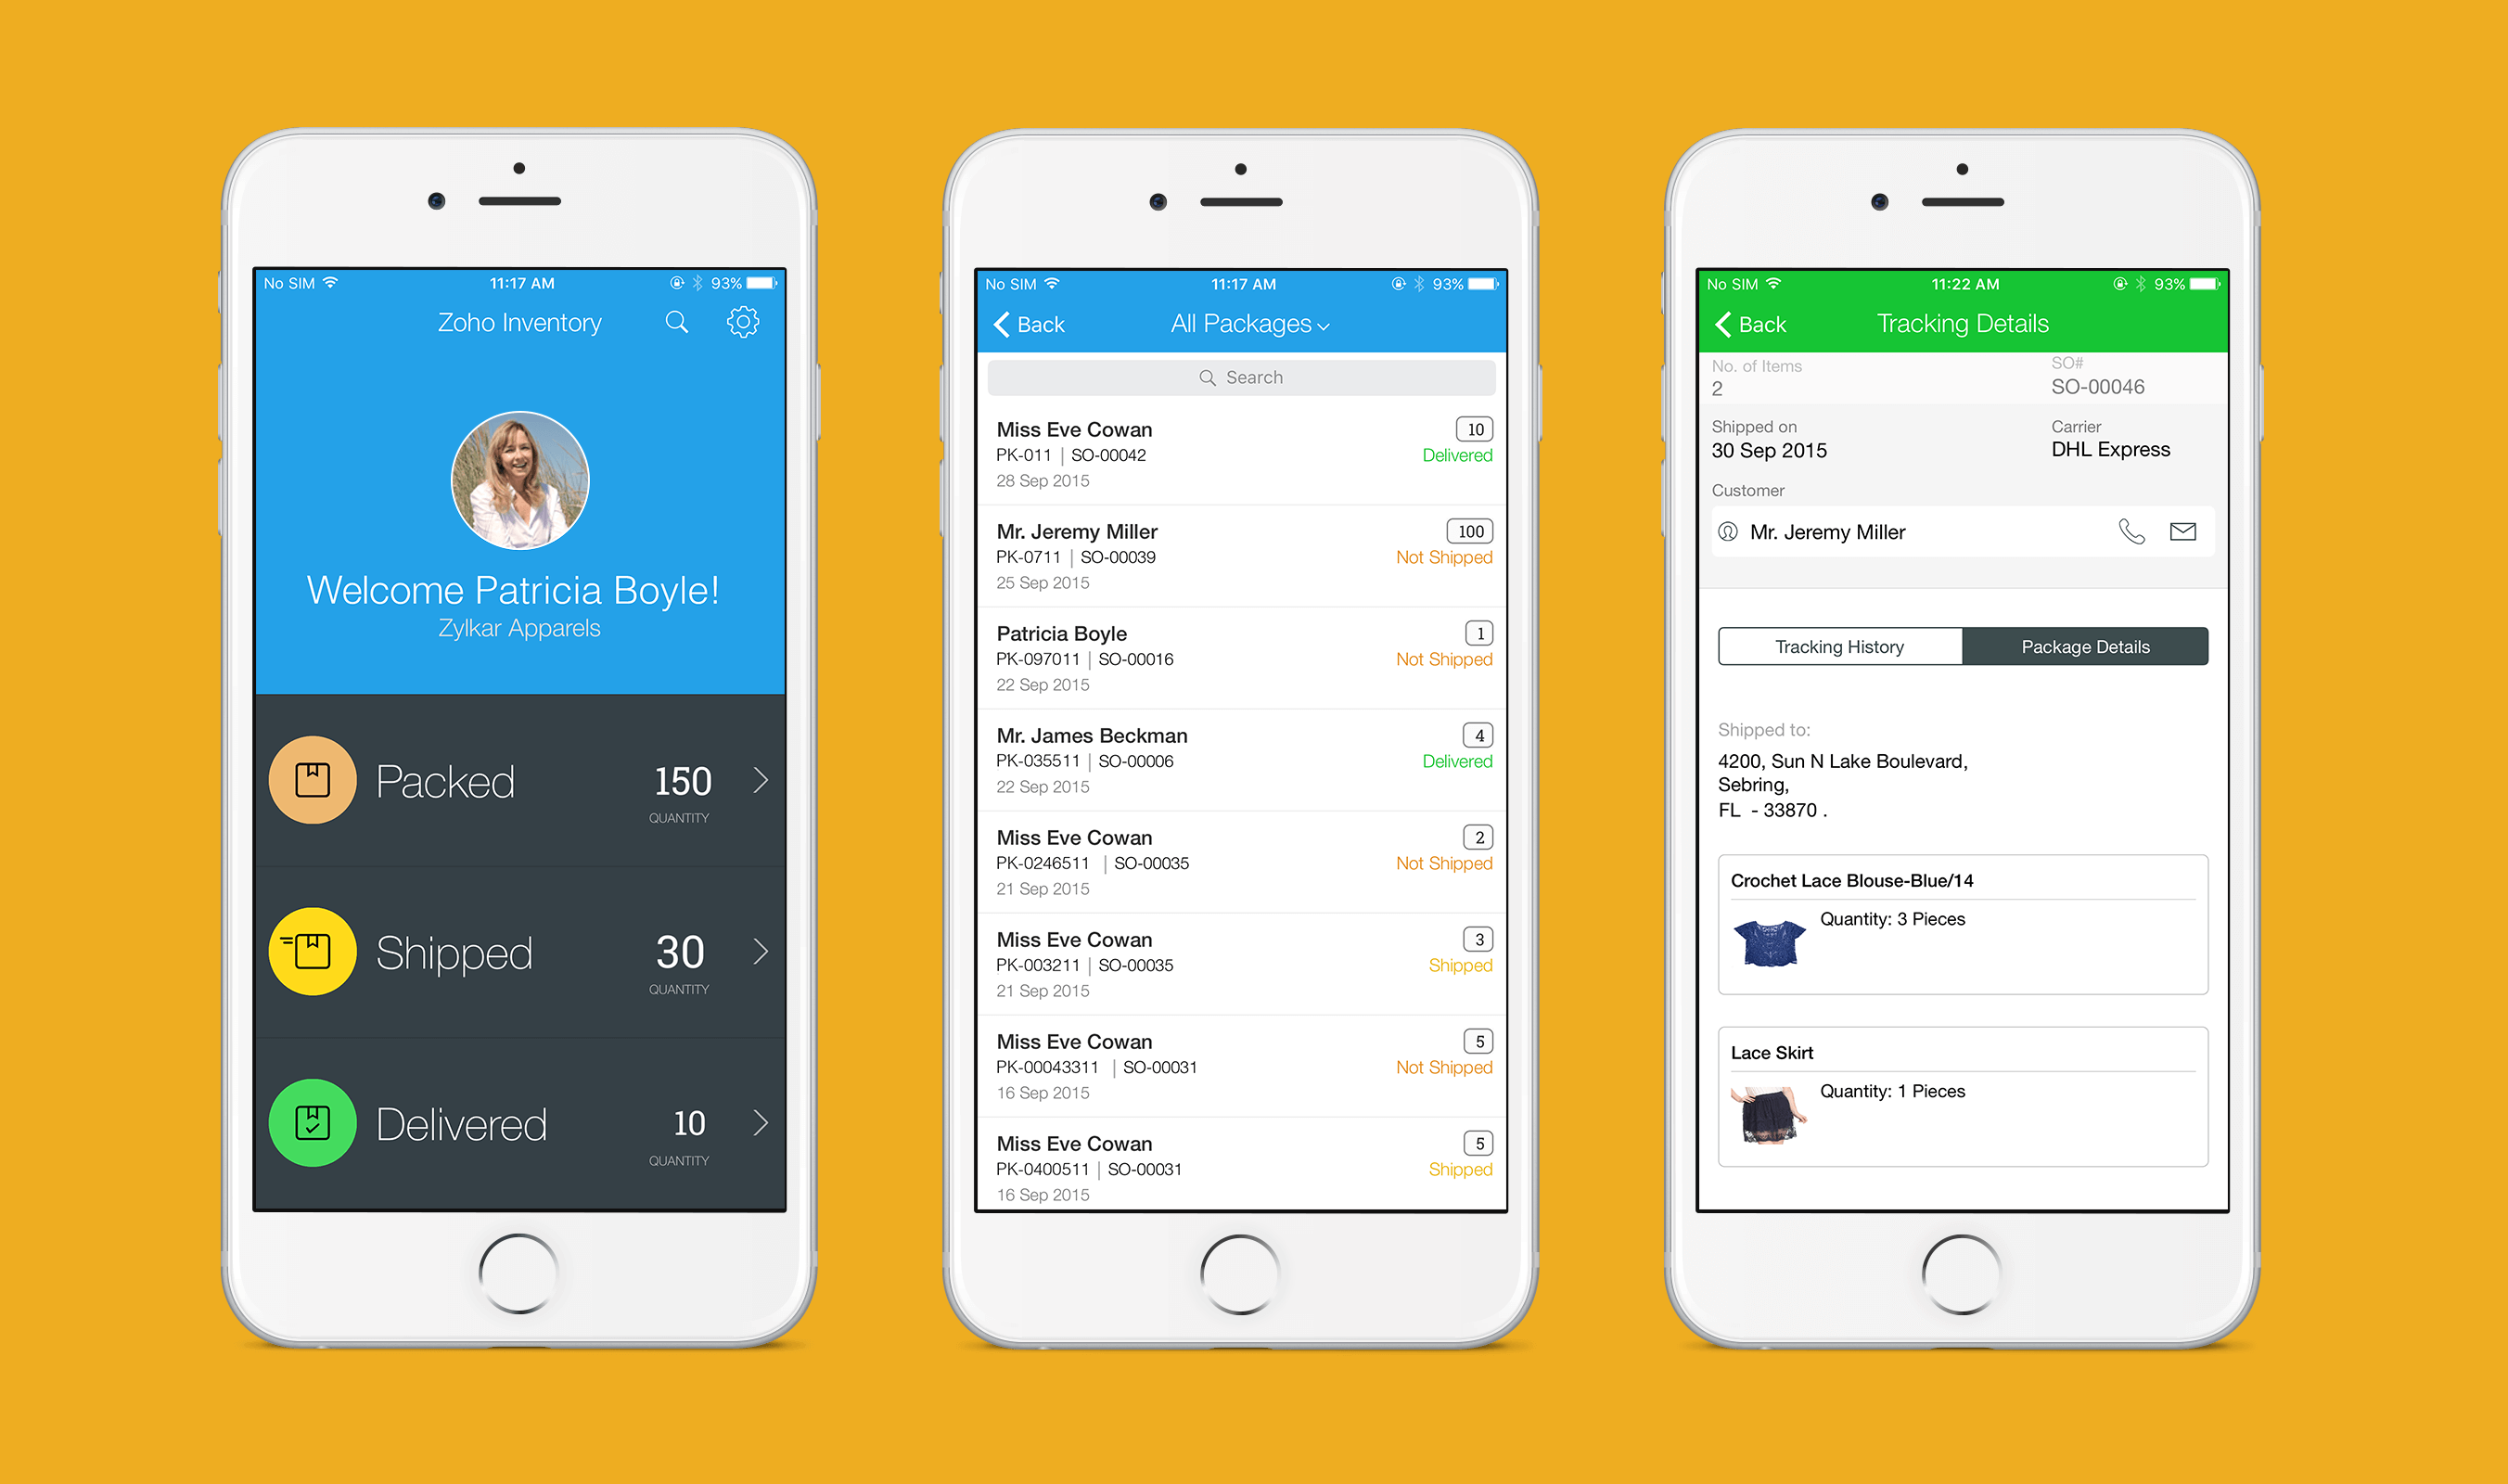 No SIM 11:17 AM 93%
Zoho Inventory
Welcome Patricia Boyle!
Zylkar Apparels
Packed 150
QUANTITY
Shipped 30
QUANTITY
Delivered 10
QUANTITY
No SIM 11:17 AM 93%
Back All Packages
Search
Miss Eve Cowan 10
PK-011 | SO-00042 Delivered
28 Sep 2015
Mr. Jeremy Miller 100
PK-0711 | SO-00039 Not Shipped
25 Sep 2015
Patricia Boyle 1
PK-097011 | SO-00016 Not Shipped
22 Sep 2015
Mr. James Beckman 4
PK-035511 | SO-00006 Delivered
22 Sep 2015
Miss Eve Cowan 2
PK-0246511 | SO-00035 Not Shipped
21 Sep 2015
Miss Eve Cowan 3
PK-003211 | SO-00035 Shipped
21 Sep 2015
Miss Eve Cowan 5
PK-00043311 | SO-00031 Not Shipped
16 Sep 2015
Miss Eve Cowan 5
PK-0400511 | SO-00031 Shipped
16 Sep 2015
No SIM 11:22 AM 93%
Back Tracking Details
No. of Items SO#
2 SO-00046
Shipped on Carrier
30 Sep 2015 DHL Express
Customer
Mr. Jeremy Miller
Tracking History Package Details
Shipped to:
4200, Sun N Lake Boulevard,
Sebring,
FL - 33870 .
Crochet Lace Blouse-Blue/14
Quantity: 3 Pieces
Lace Skirt
Quantity: 1 Pieces